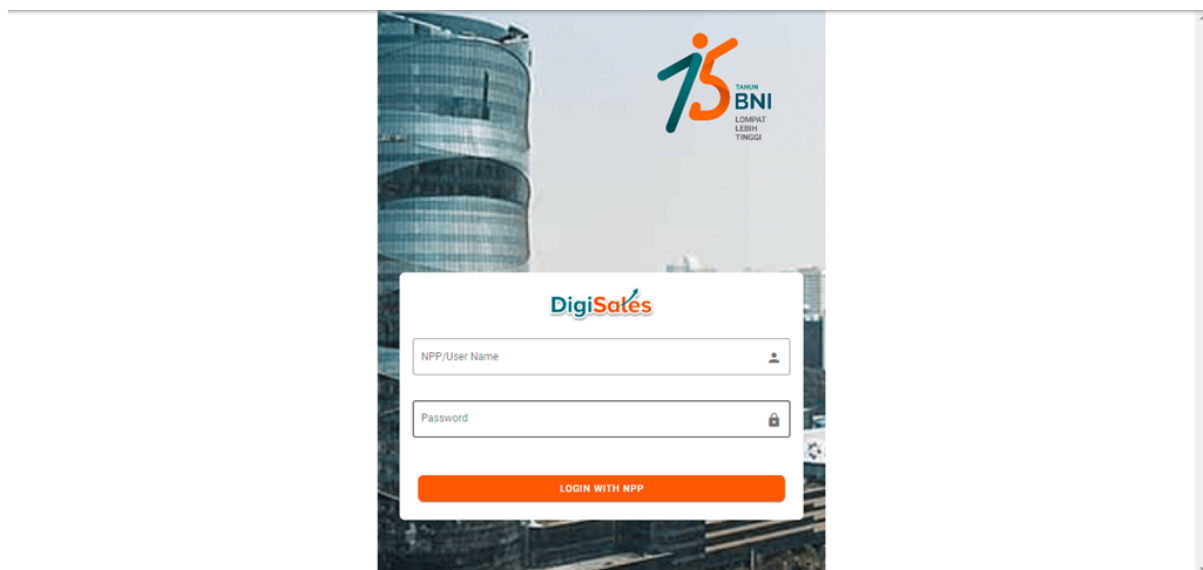 75
TAHUN
BNI
LOMPAT
LEBIH
TINGGI
DigiSales
NPP/User Name
Password
LOGIN WITH NPP